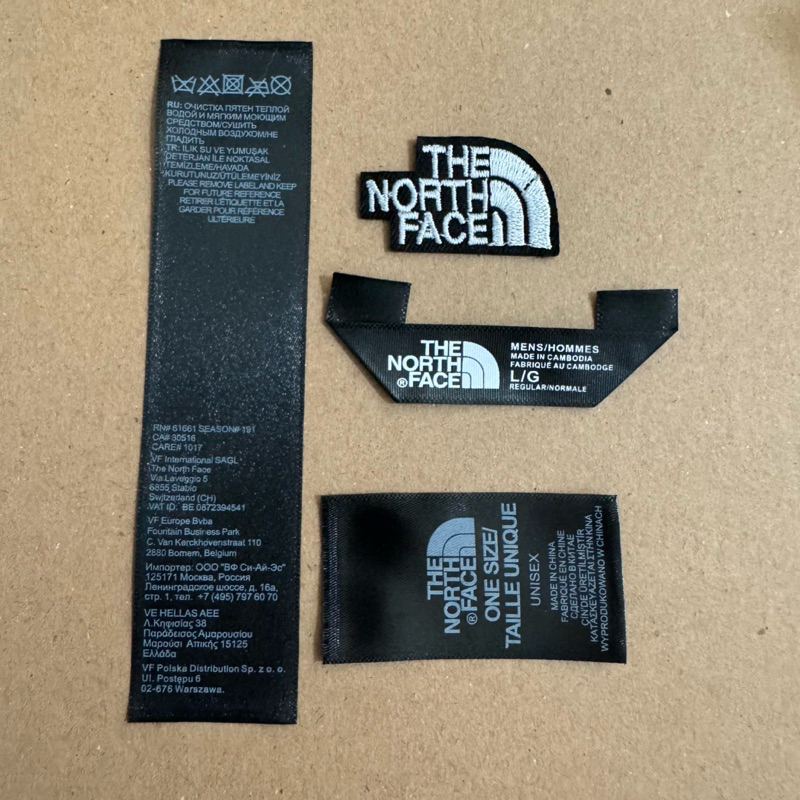 RU: ОЧИСТКА ПЯТЕН ТЕПЛОЙ
ВОДОЙ И МЯГКИМ МОЮЩИМ
СРЕДСТВОМ/СУШИТЬ
ХОЛОДНЫМ ВОЗДУХОМ/НЕ
ГЛАДИТЬ
TR: ILIK SU VE YUMUŞAK
DETERJAN İLE NOKTASAL
TEMİZLEME/HAVADA
KURUTUNUZ/ÜTÜLEMEYİNİZ
PLEASE REMOVE LABEL AND KEEP
FOR FUTURE REFERENCE
RETIRER L'ÉTIQUETTE ET LA
GARDER POUR RÉFÉRENCE
ULTÉRIEURE
RN# 61661 SEASON# 191
CA# 30516
CARE# 1017
VF International SAGL
The North Face
Via Laveggio 5
6855 Stabio
Switzerland (CH)
VAT ID: BE 0872394541
VF Europe Bvba
Fountain Business Park
C. Van Kerckhovenstraat 110
2880 Bornem, Belgium
Импортер: ООО "ВФ Си-Ай-Эс"
125171 Москва, Россия
Ленинградское шоссе, д. 16а,
стр. 1, тел. +7 (495) 797 60 70
VE HELLAS AEE
Λ.Κηφισίας 38
Παράδεισος Αμαρουσίου
Μαρούσι Αττικής 15125
Ελλάδα
VF Polska Distribution Sp. z o. o.
Ul. Postępu 6
02-676 Warszawa.
THE
NORTH
FACE
THE
NORTH
®FACE
MENS/HOMMES
MADE IN CAMBODIA
FABRIQUÉ AU CAMBODGE
L/G
REGULAR/NORMALE
THE
NORTH
®FACE
ONE SIZE/
TAILLE UNIQUE
UNISEX
MADE IN CHINA
FABRIQUÉ EN CHINE
СДЕЛАНО В КИТАЕ
ÇİN'DE ÜRETİLMİŞTİR
ΚΑΤΑΣΚΕΥΑΖΕΤΑΙ ΣΤΗΝ ΚΙΝΑ
WYPRODUKOWANO W CHINACH